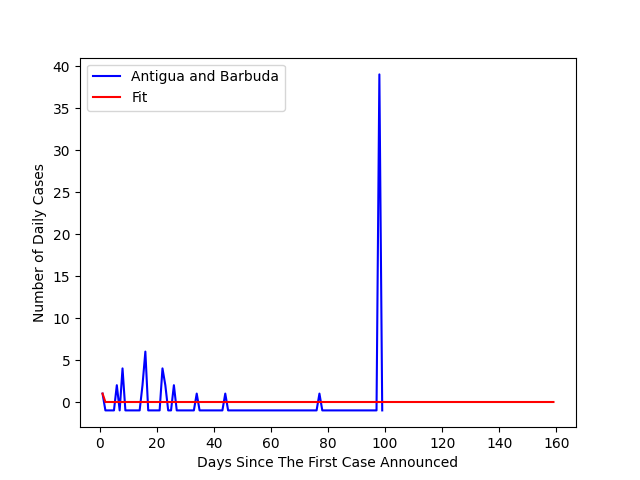 Antigua and Barbuda
Fit
Number of Daily Cases
40
35
30
25
20
15
10
5
0
0 20 40 60 80 100 120 140 160
Days Since The First Case Announced